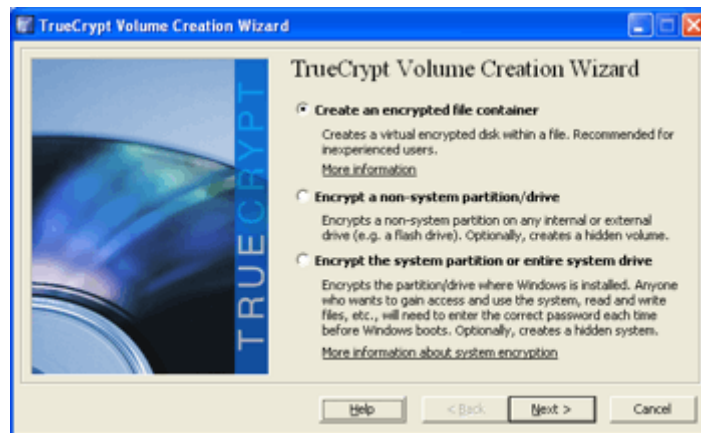 TrueCrypt Volume Creation Wizard
TRUECRYPT
TrueCrypt Volume Creation Wizard
Create an encrypted file container
Creates a virtual encrypted disk within a file. Recommended for
inexperienced users.
More information
Encrypt a non-system partition/drive
Encrypts a non-system partition on any internal or external
drive (e.g. a flash drive). Optionally, creates a hidden volume.
Encrypt the system partition or entire system drive
Encrypts the partition/drive where Windows is installed. Anyone
who wants to gain access and use the system, read and write
files, etc., will need to enter the correct password each time
before Windows boots. Optionally, creates a hidden system.
More information about system encryption
Help
< Back
Next >
Cancel